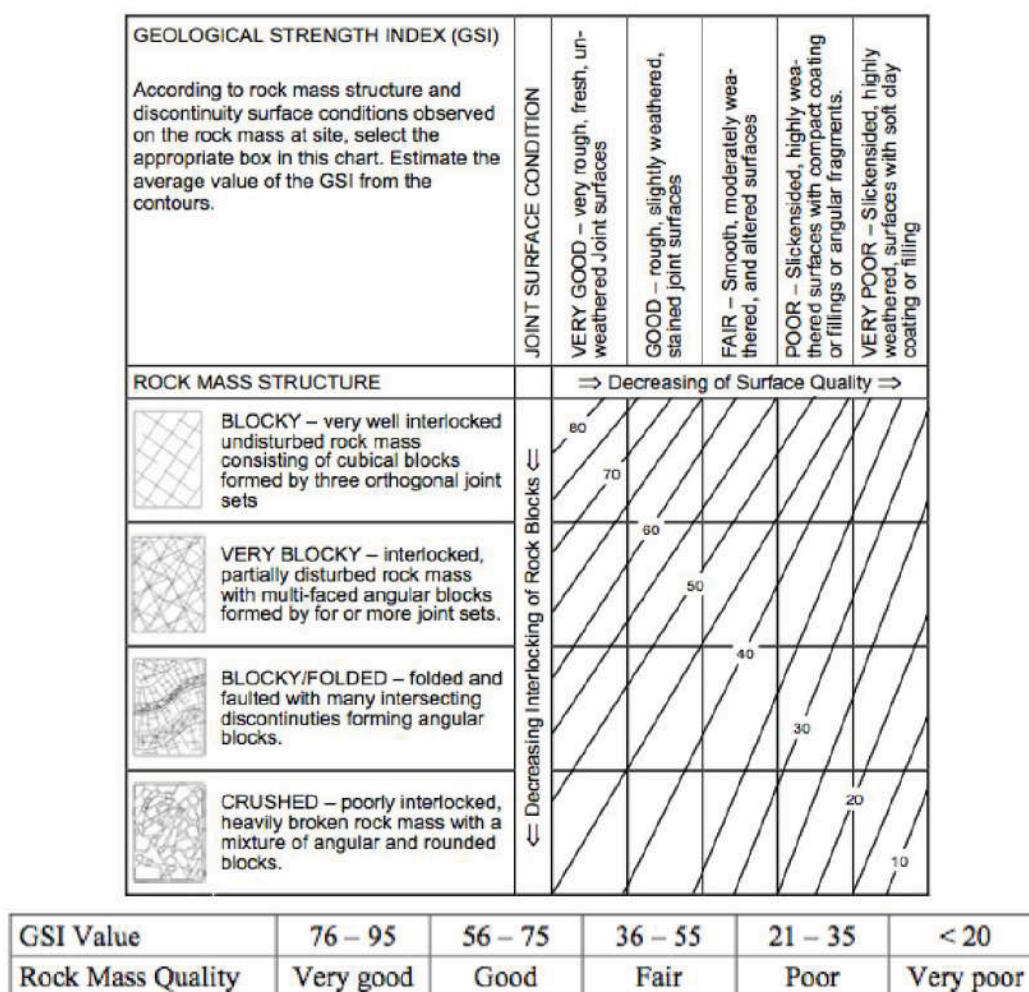 GEOLOGICAL STRENGTH INDEX (GSI)
According to rock mass structure and
discontinuity surface conditions observed
on the rock mass at site, select the
appropriate box in this chart. Estimate the
average value of the GSI from the
contours.
JOINT SURFACE CONDITION
VERY GOOD – very rough, fresh, un-
weathered Joint surfaces
GOOD – rough, slightly weathered,
stained joint surfaces
FAIR – Smooth, moderately wea-
thered, and altered surfaces
POOR – Slickensided, highly wea-
thered surfaces with compact coating
or fillings or angular fragments.
VERY POOR – Slickensided, highly
weathered, surfaces with soft clay
coating or filling
ROCK MASS STRUCTURE
⇒ Decreasing of Surface Quality ⇒
BLOCKY – very well interlocked
undisturbed rock mass
consisting of cubical blocks
formed by three orthogonal joint
sets
VERY BLOCKY – interlocked,
partially disturbed rock mass
with multi-faced angular blocks
formed by for or more joint sets.
BLOCKY/FOLDED – folded and
faulted with many intersecting
discontinuties forming angular
blocks.
CRUSHED – poorly interlocked,
heavily broken rock mass with a
mixture of angular and rounded
blocks.
⇐ Decreasing Interlocking of Rock Blocks ⇐
80
70
60
50
40
30
20
10
GSI Value 76 – 95 56 – 75 36 – 55 21 – 35 < 20
Rock Mass Quality Very good Good Fair Poor Very poor